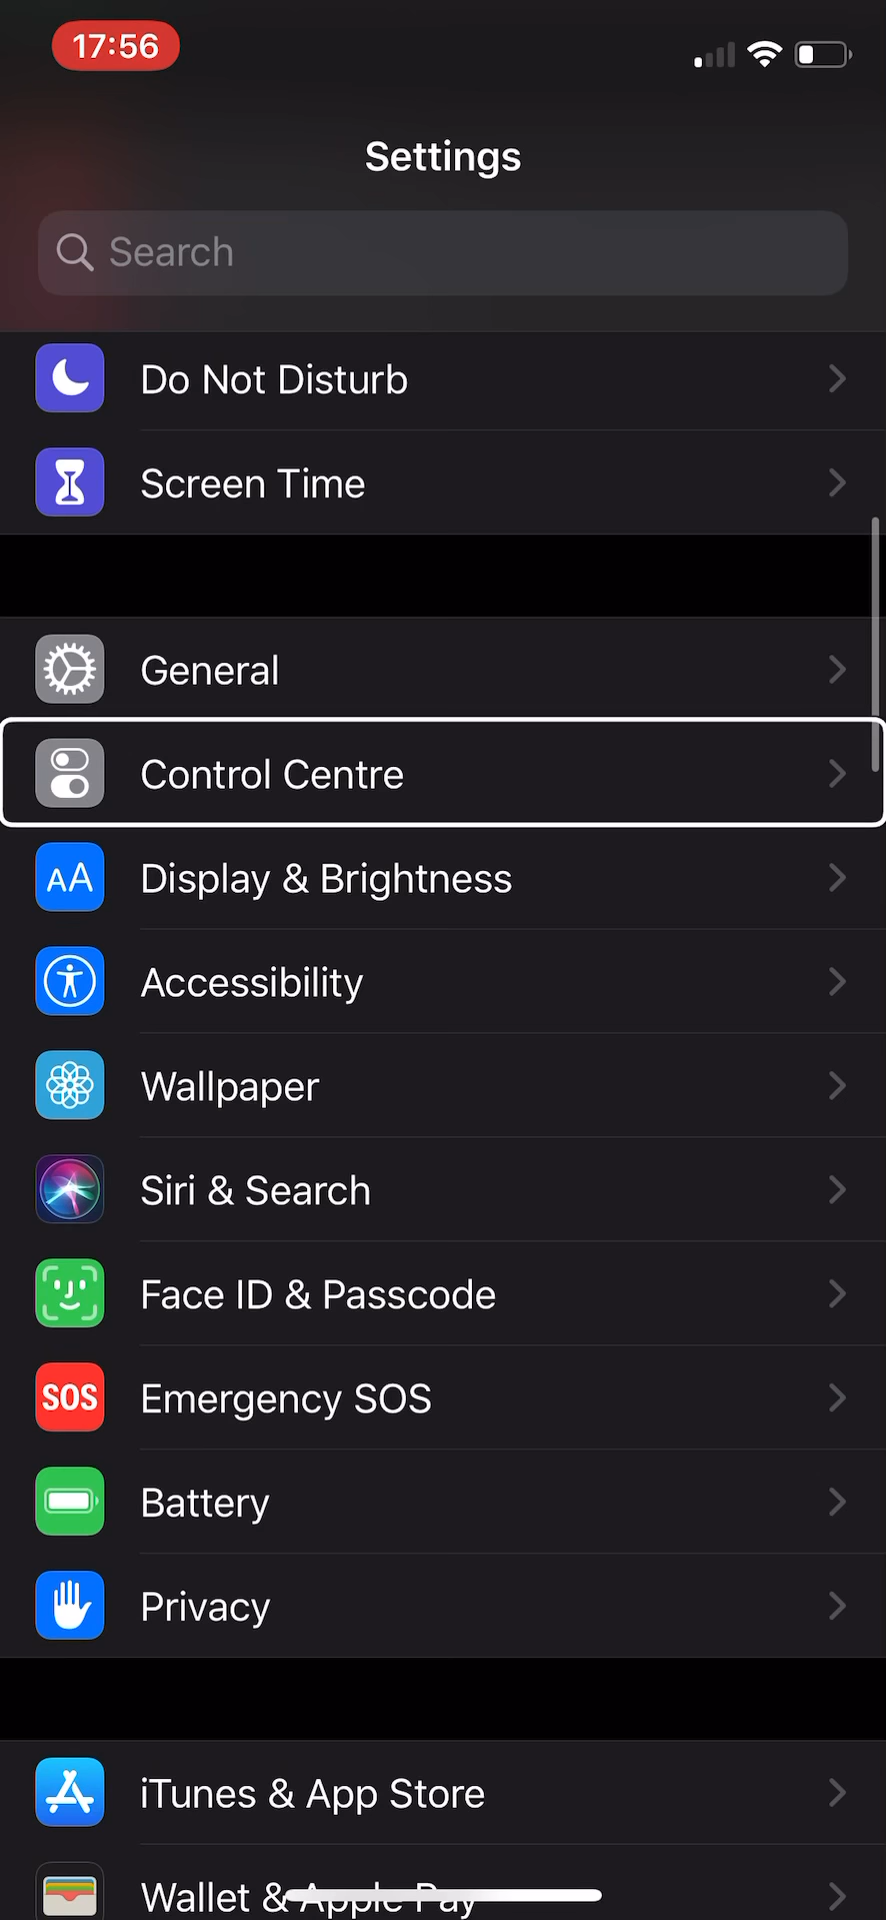 17:56
Settings
Search
Do Not Disturb
Screen Time
General
Control Centre
AA Display & Brightness
Accessibility
Wallpaper
Siri & Search
Face ID & Passcode
SOS Emergency SOS
Battery
Privacy
iTunes & App Store
Wallet & Apple Pay